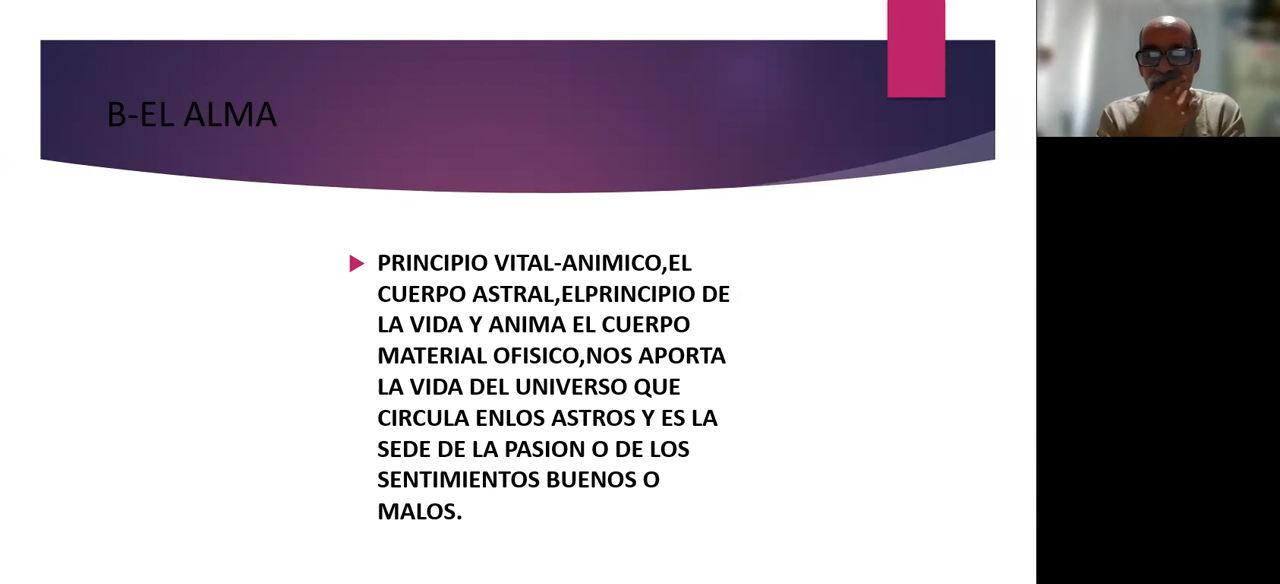 B-EL ALMA
PRINCIPIO VITAL-ANIMICO,EL
CUERPO ASTRAL,ELPRINCIPIO DE
LA VIDA Y ANIMA EL CUERPO
MATERIAL OFISICO,NOS APORTA
LA VIDA DEL UNIVERSO QUE
CIRCULA ENLOS ASTROS Y ES LA
SEDE DE LA PASION O DE LOS
SENTIMIENTOS BUENOS O
MALOS.